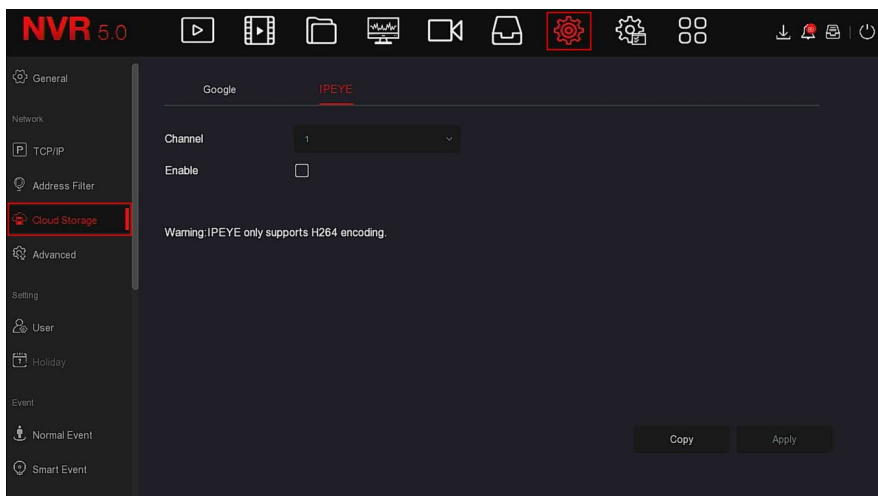 NVR 5.0
General
Google
IPEYE
Network
Channel
1
TCP/IP
Enable
Address Filter
Cloud Storage
Warning:IPEYE only supports H264 encoding.
Advanced
Setting
User
Holiday
Event
Normal Event
Copy
Apply
Smart Event